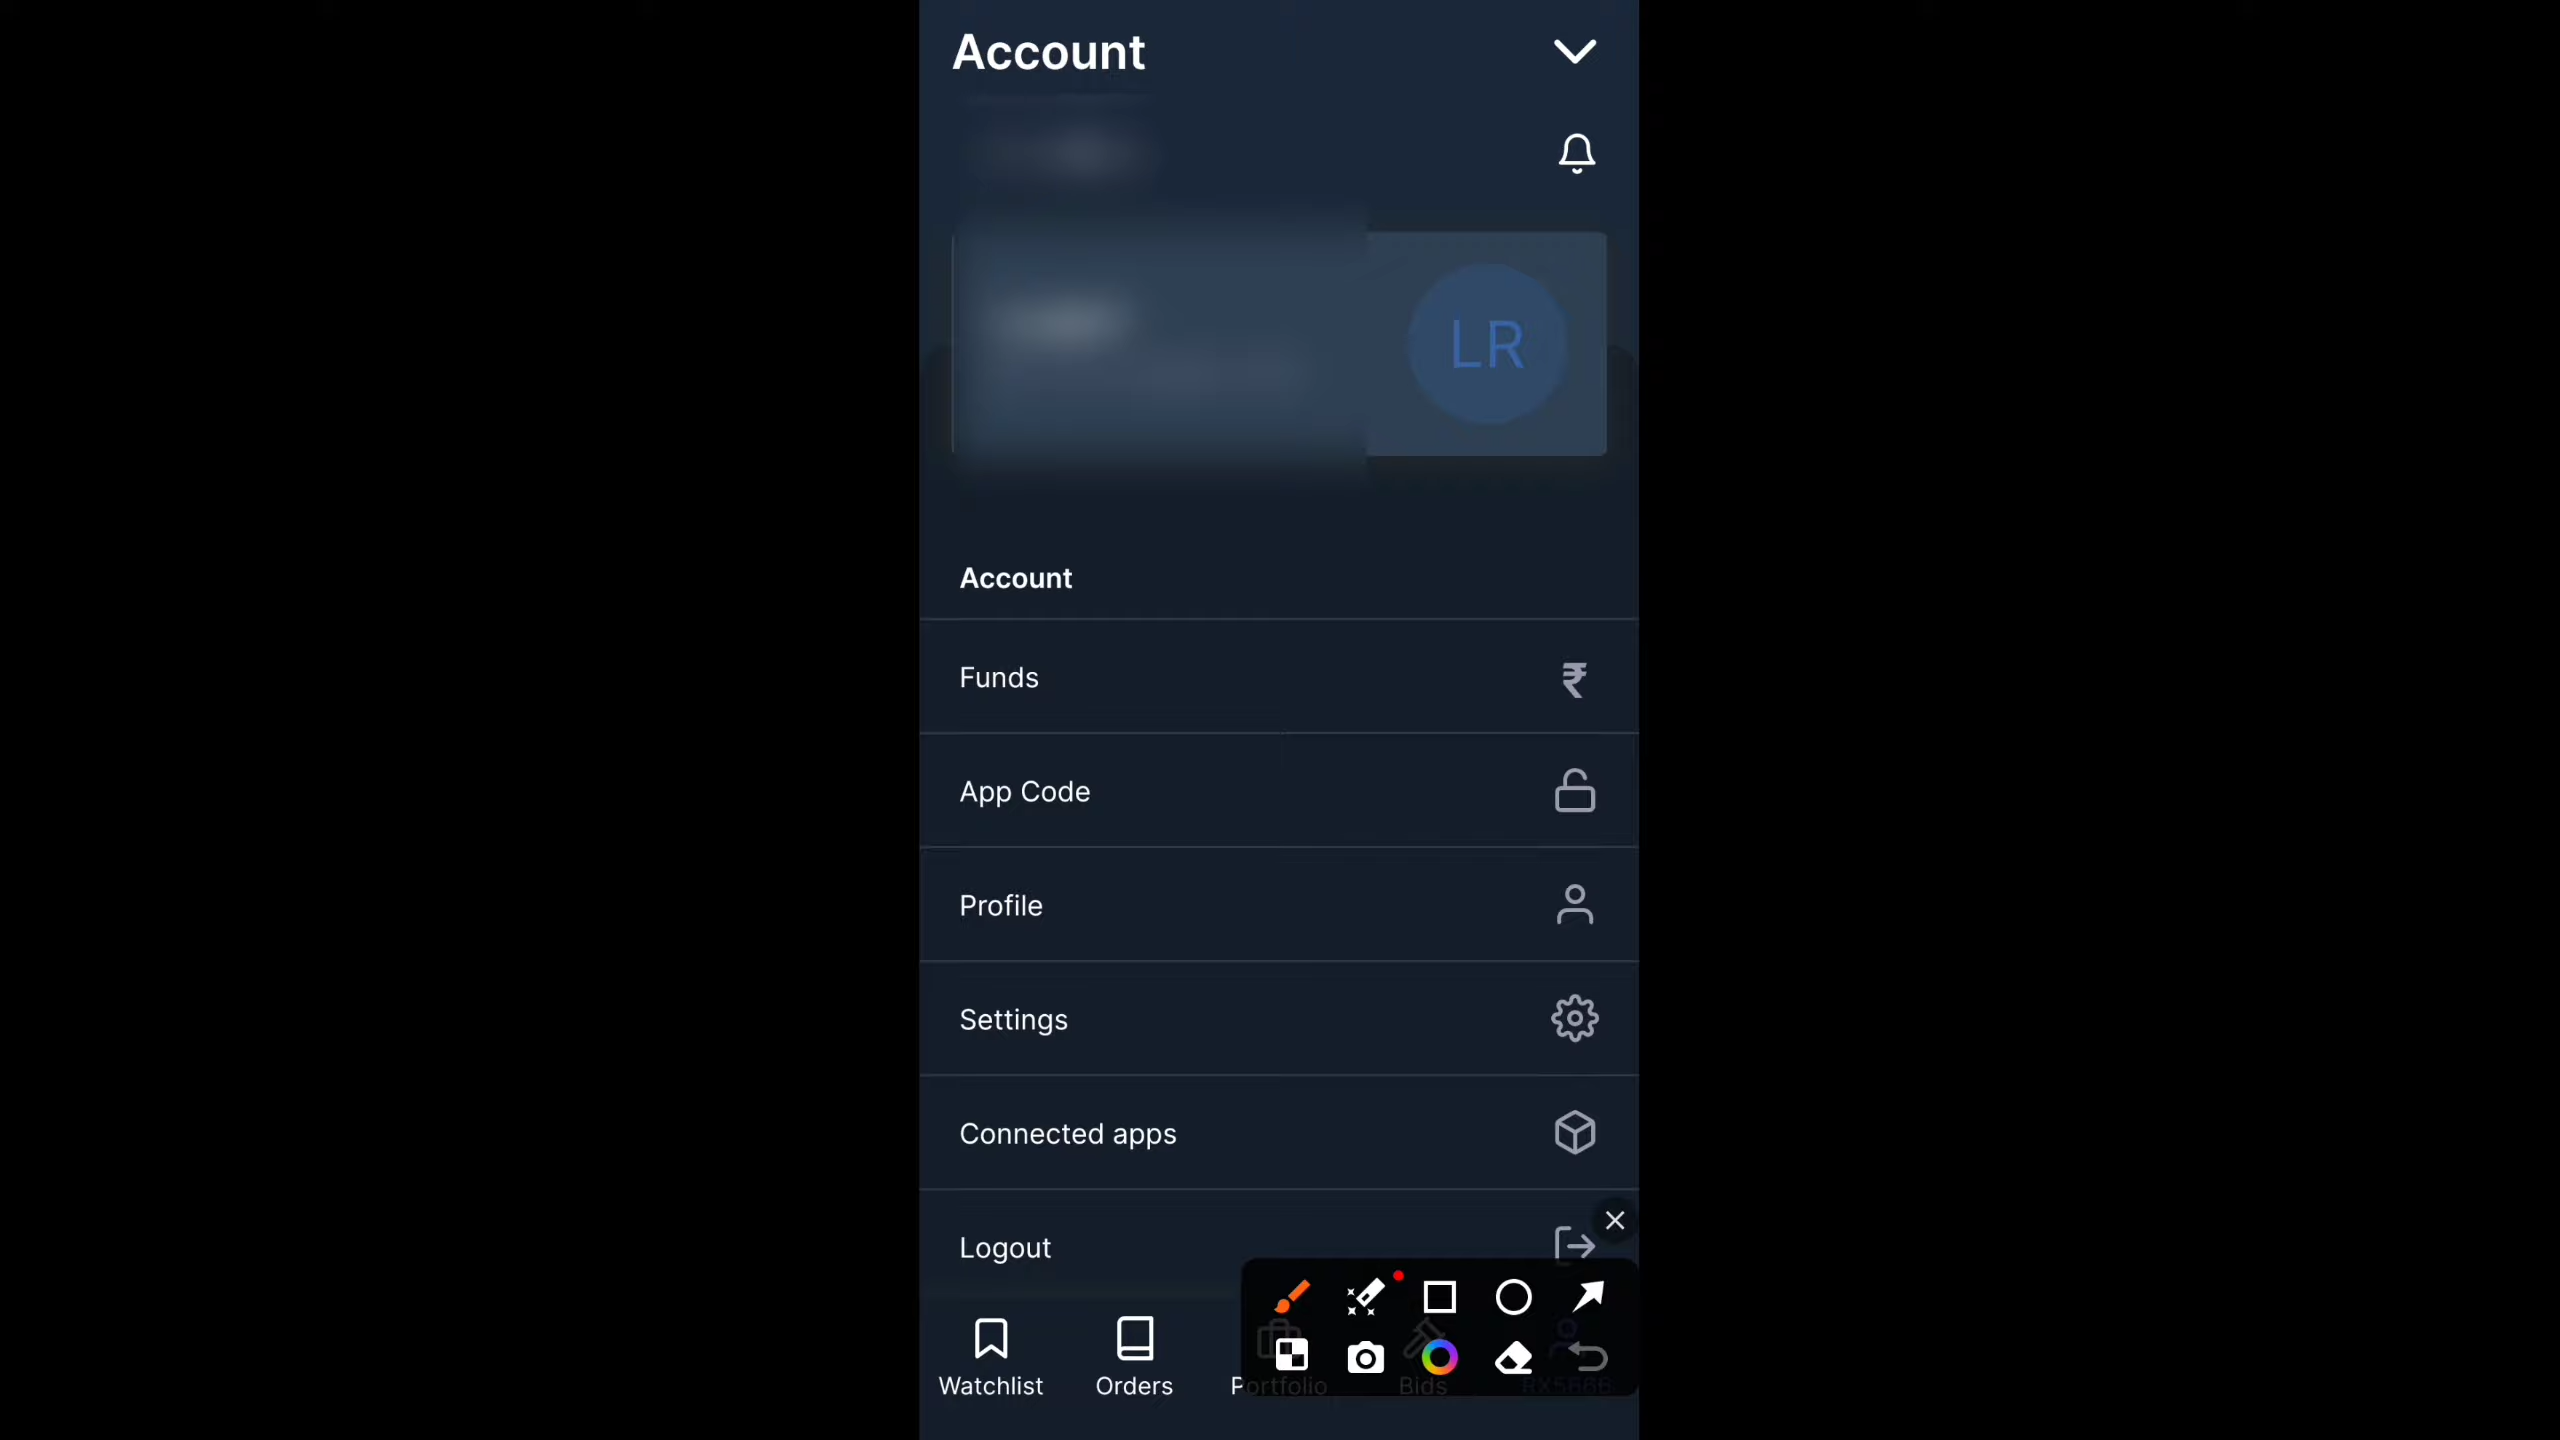 Account
LR
Account
Funds
₹
App Code
Profile
Settings
Connected apps
Logout
Watchlist
Orders
Portfolio
Bids